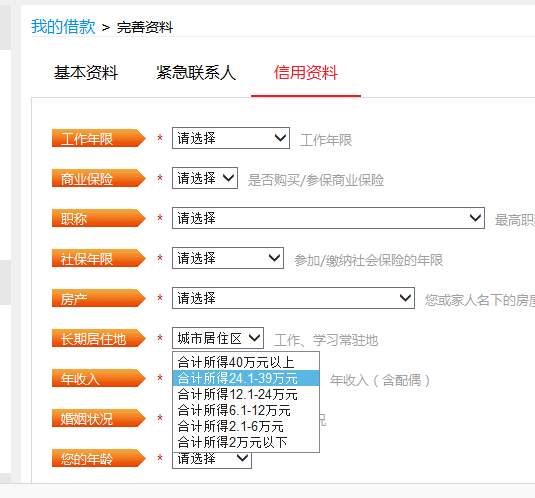 我的借款 > 完善资料
基本资料 紧急联系人 信用资料
工作年限 * 请选择 工作年限
商业保险 * 请选择 是否购买/参保商业保险
职称 * 请选择 最高职
社保年限 * 请选择 参加/缴纳社会保险的年限
房产 * 请选择 您或家人名下的房
长期居住地 * 城市居住区 工作、学习常驻地
合计所得40万元以上
年收入 * 合计所得24.1-39万元 年收入（含配偶）
合计所得12.1-24万元
合计所得6.1-12万元
婚姻状况 * 合计所得2.1-6万元 况
合计所得2万元以下
您的年龄 * 请选择